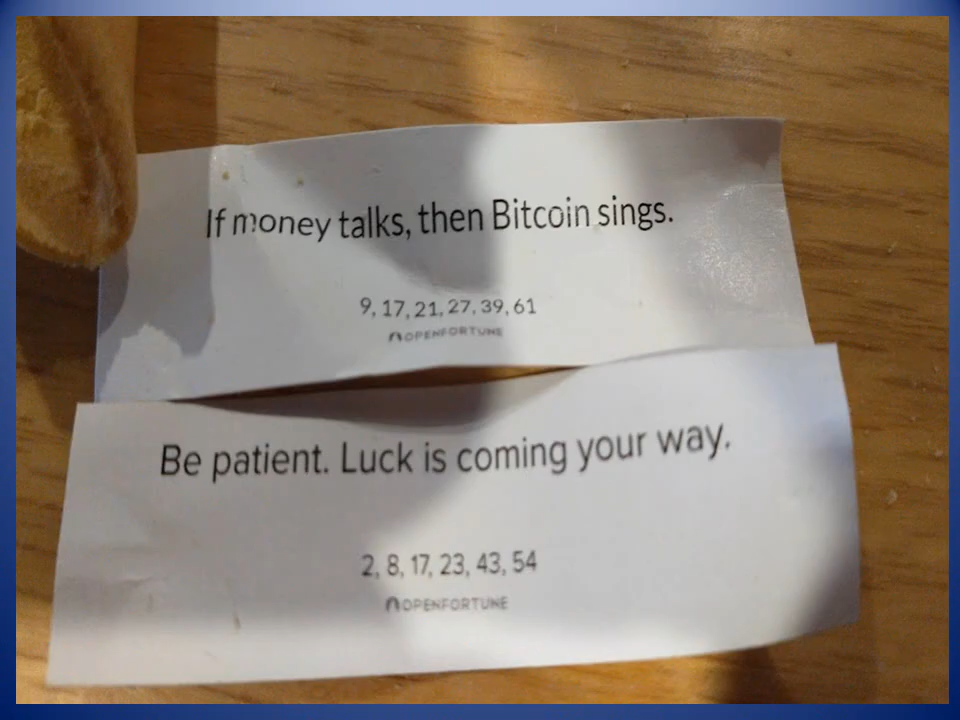 If money talks, then Bitcoin sings.
9, 17, 21, 27, 39, 61
OPENFORTUNE
Be patient. Luck is coming your way.
2, 8, 17, 23, 43, 54
OPENFORTUNE